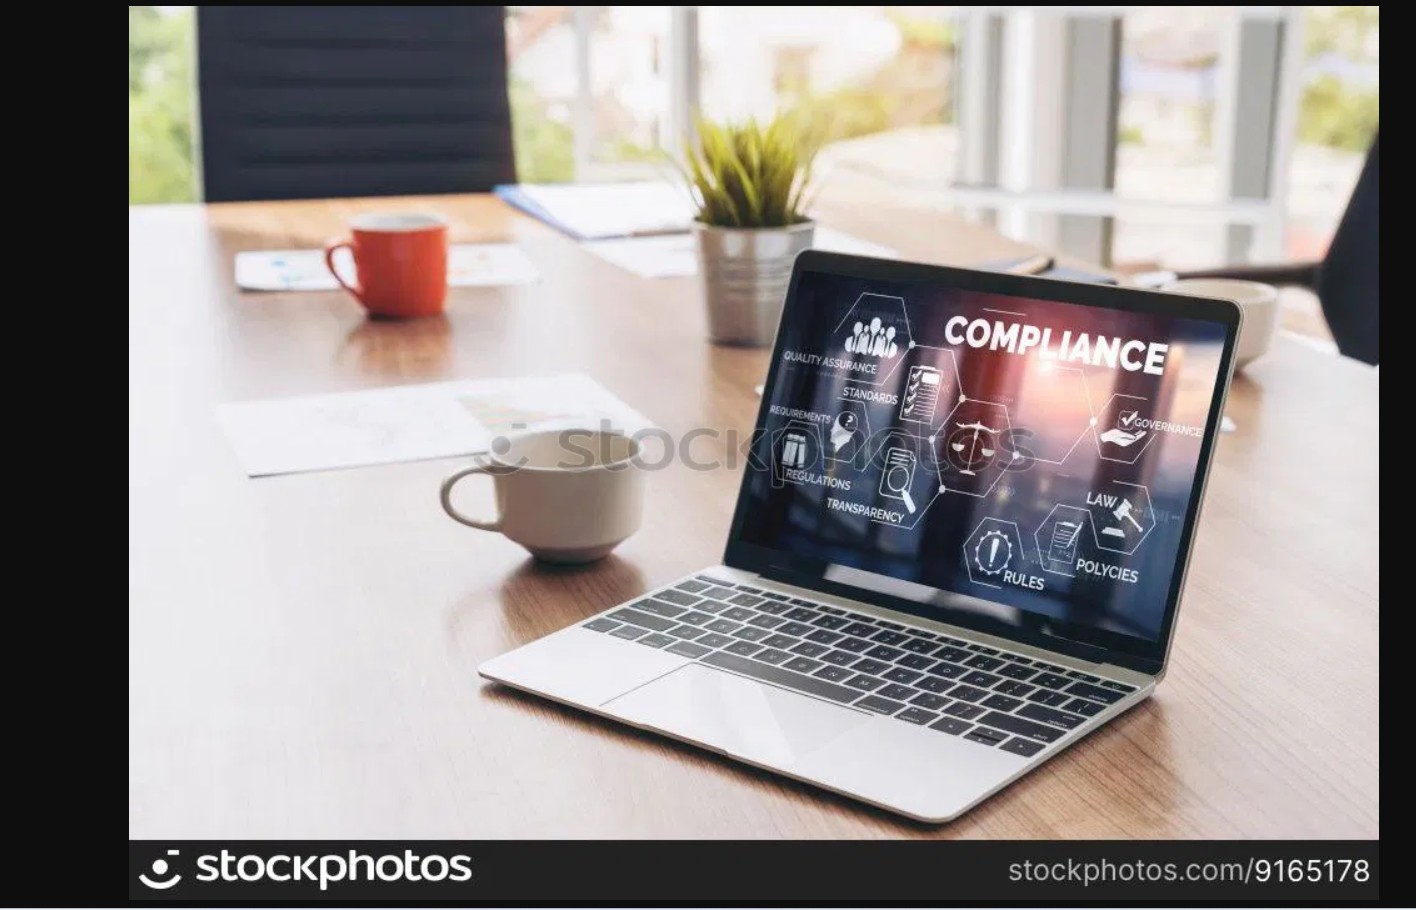 COMPLIANCE
QUALITY ASSURANCE
STANDARDS
REQUIREMENTS
GOVERNANCE
REGULATIONS
TRANSPARENCY
LAW
POLYCIES
RULES
stockphotos
stockphotos
stockphotos.com/9165178